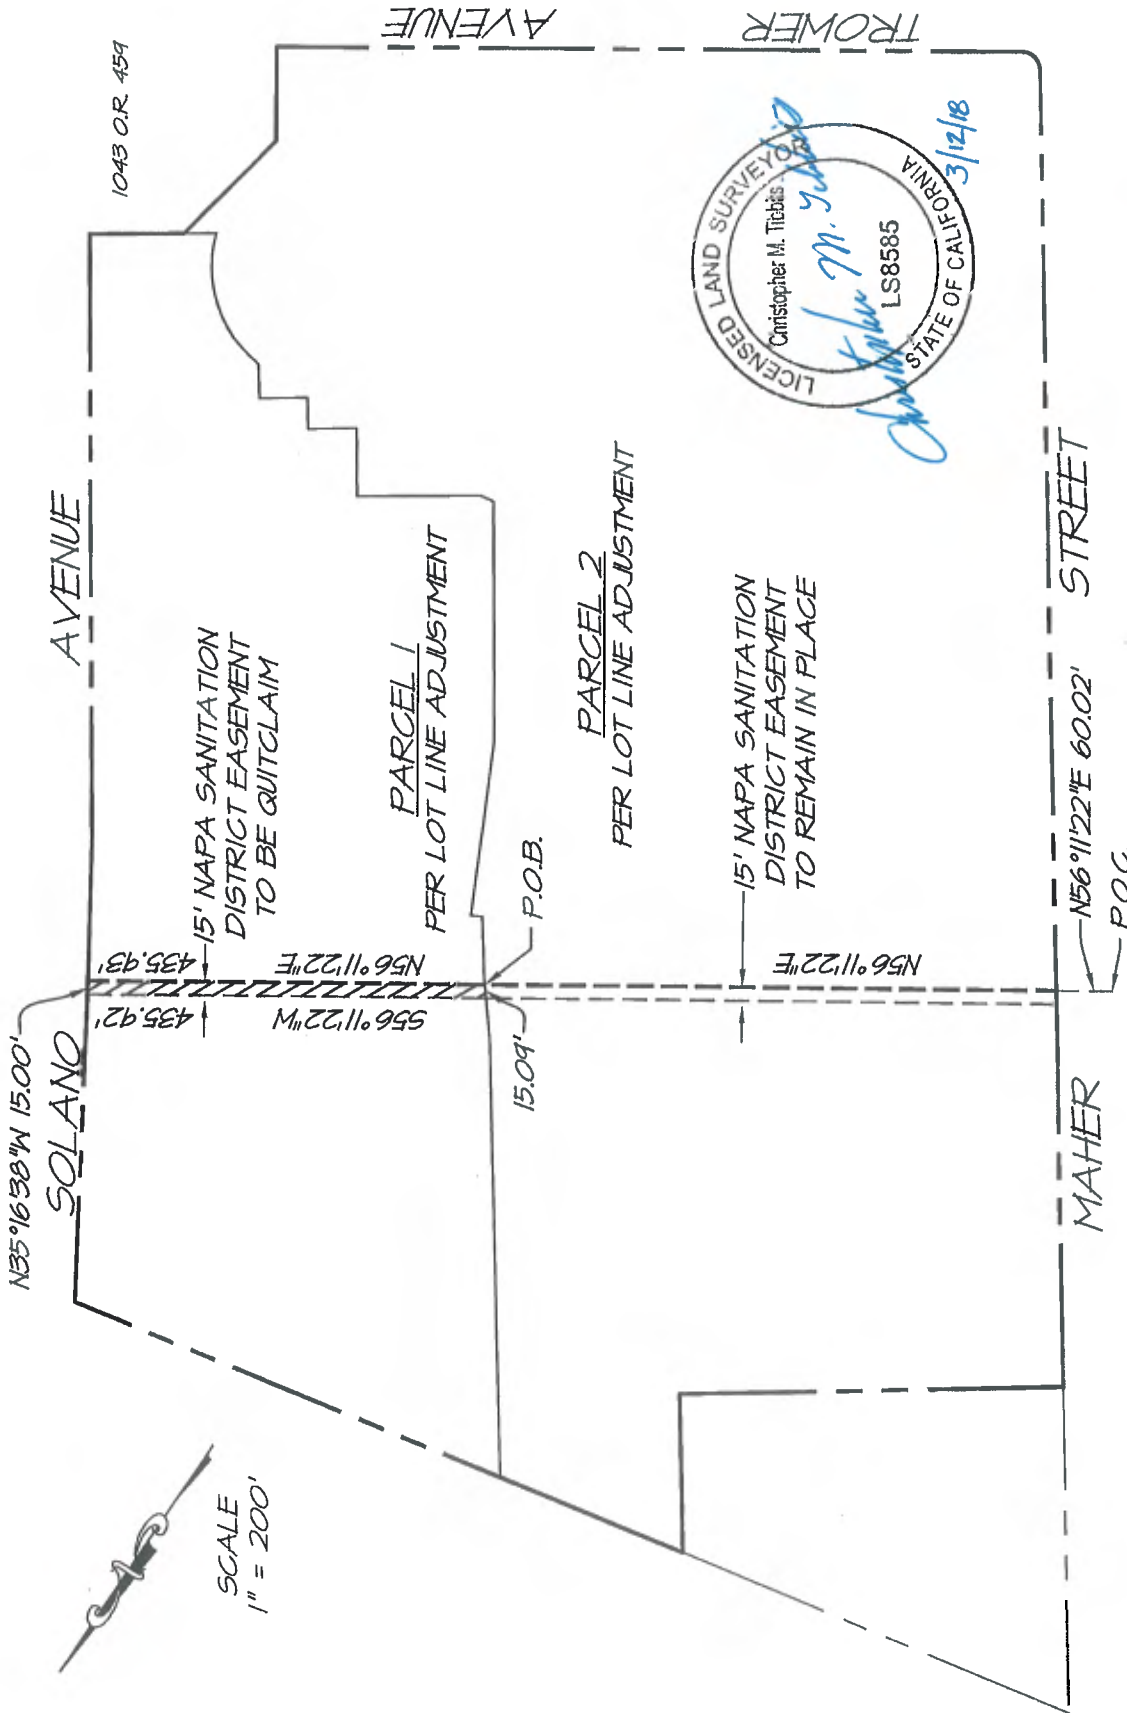 1043 O.R. 459
TROWER
AVENUE
SOLANO
AVENUE
N35°16'38"W 15.00'
435.92'
435.93'
S56°11'22"W
N56°11'22"E
15' NAPA SANITATION
DISTRICT EASEMENT
TO BE QUITCLAIM
PARCEL 1
PER LOT LINE ADJUSTMENT
P.O.B.
15.09'
PARCEL 2
PER LOT LINE ADJUSTMENT
15' NAPA SANITATION
DISTRICT EASEMENT
TO REMAIN IN PLACE
N56°11'22"E
LICENSED LAND SURVEYOR
Christopher M. Tibbits
Christopher M. Tibbits
LS8585
STATE OF CALIFORNIA
3/12/18
MAHER
STREET
N56°11'22"E 60.02'
P.O.C.
SCALE
1" = 200'